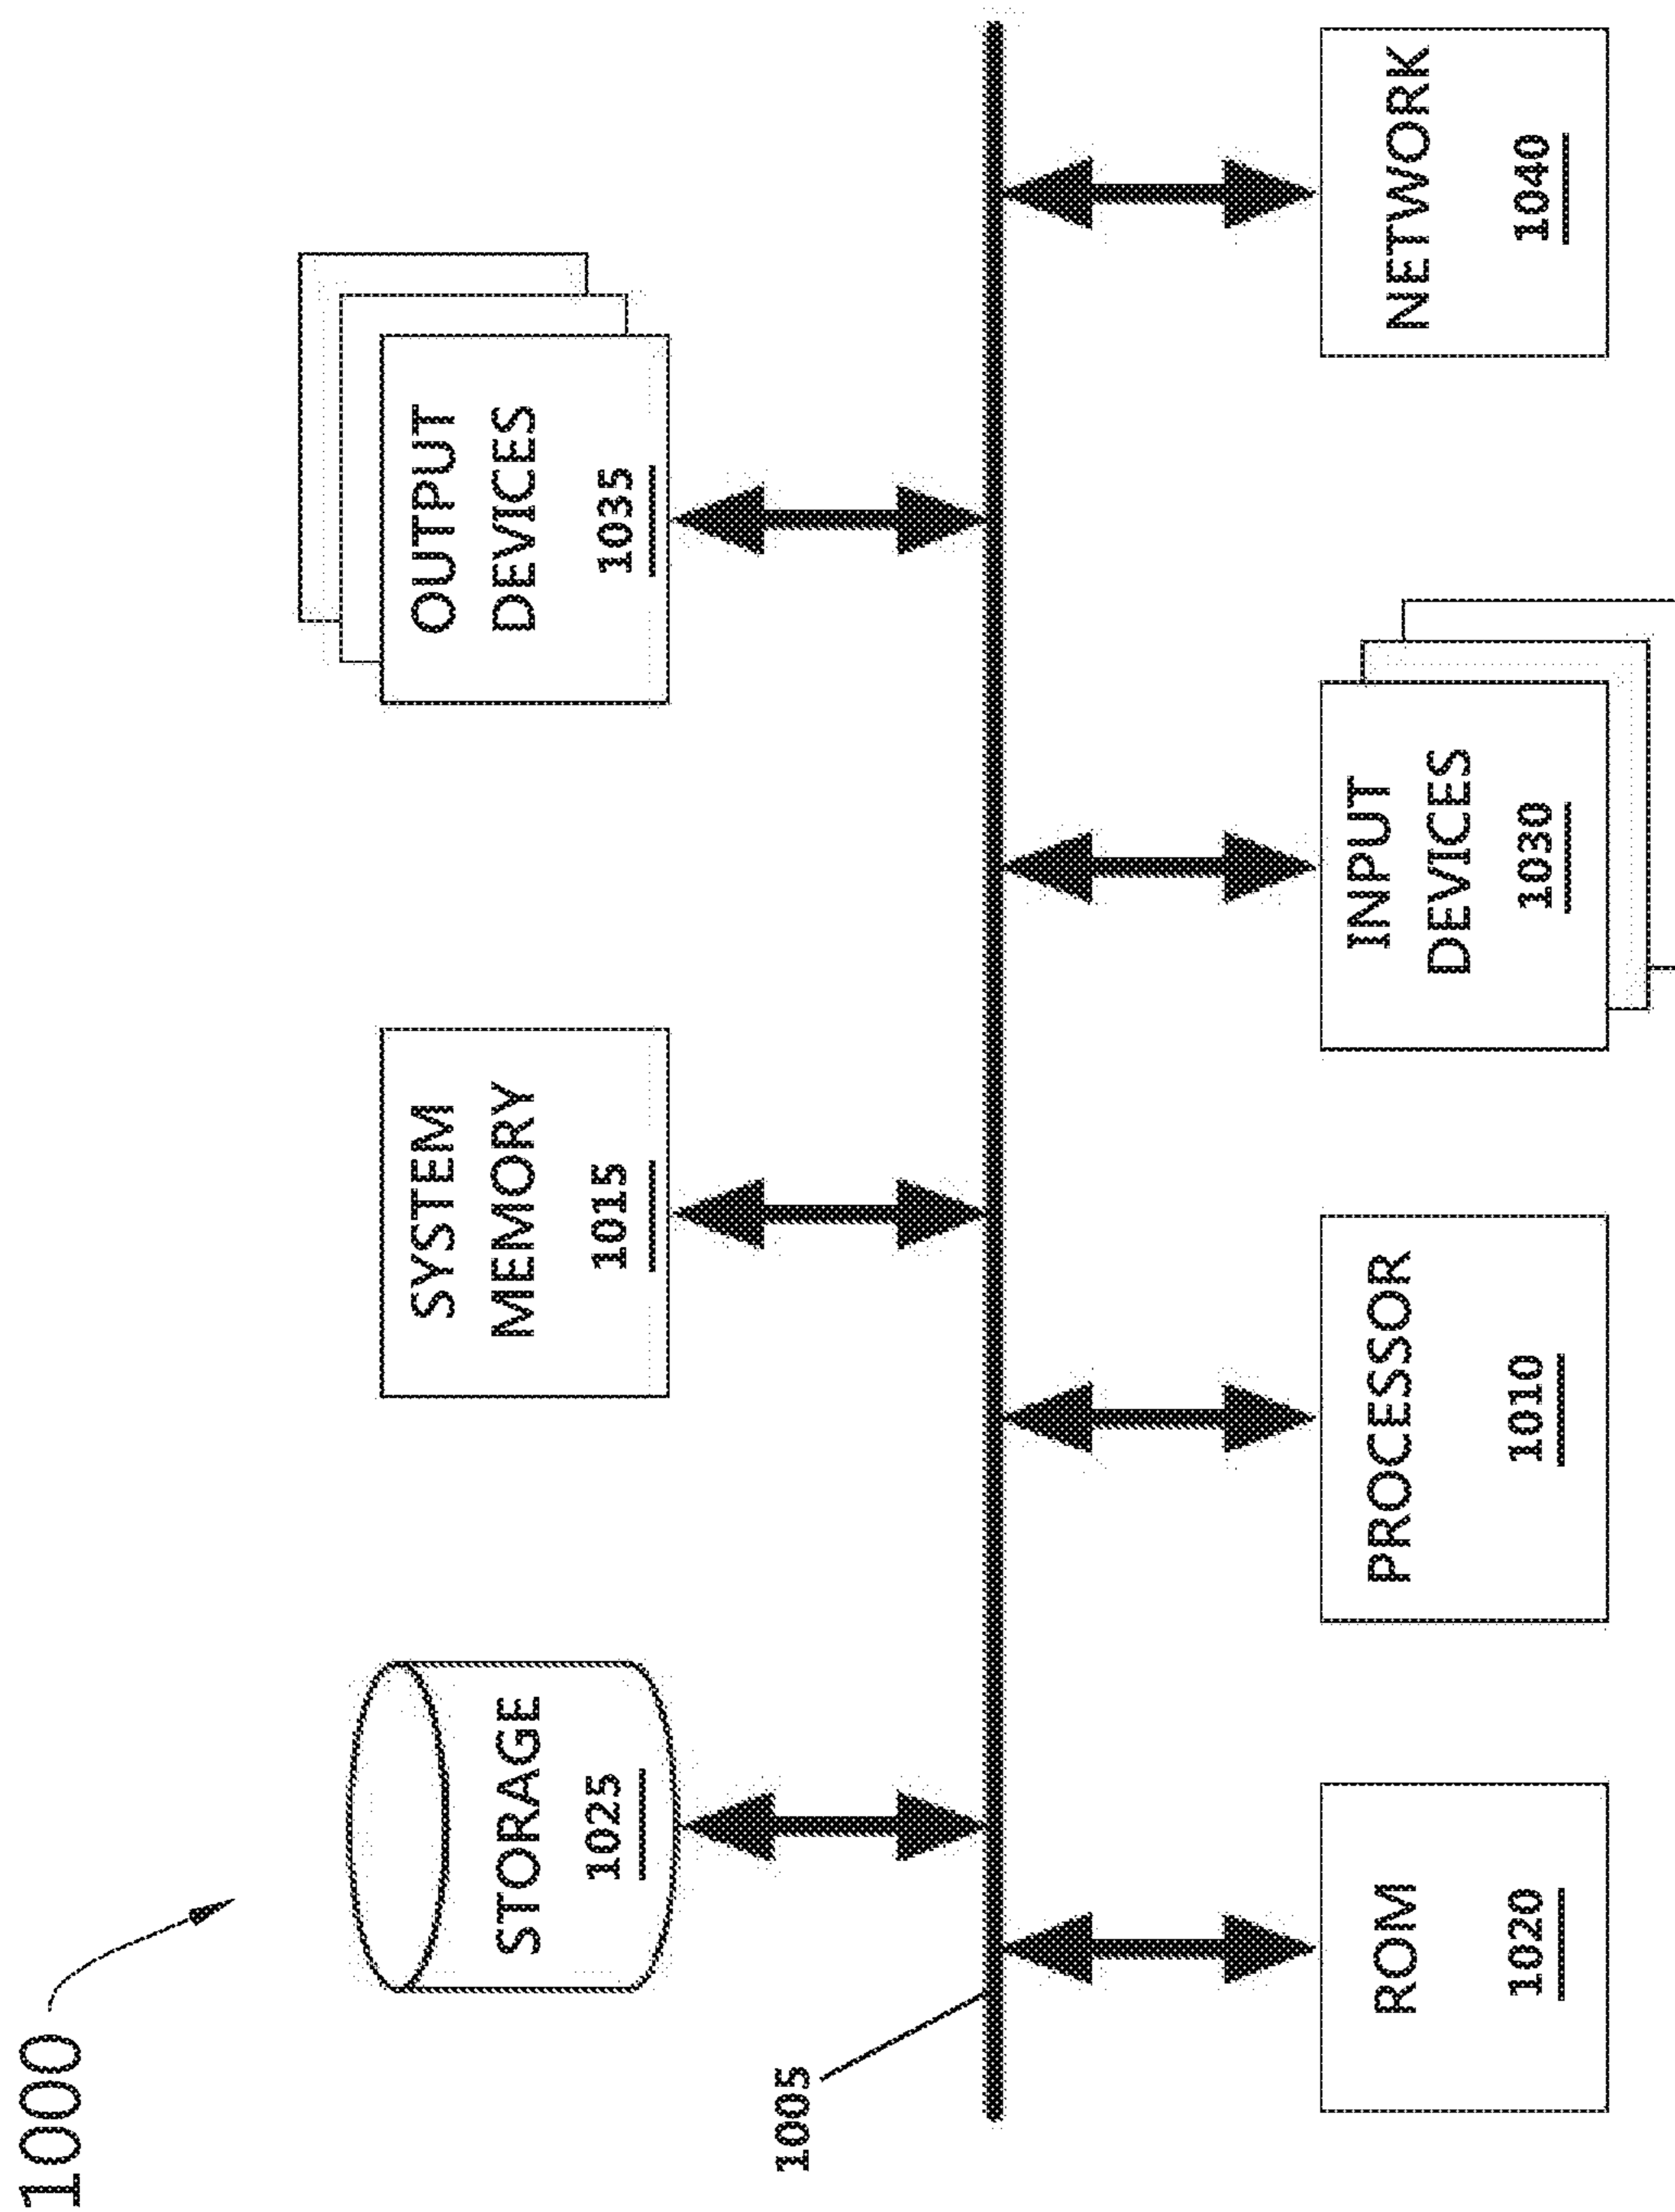 1000
STORAGE
1025
SYSTEM
MEMORY
1015
OUTPUT
DEVICES
1035
1005
ROM
1020
PROCESSOR
1010
INPUT
DEVICES
1030
NETWORK
1040